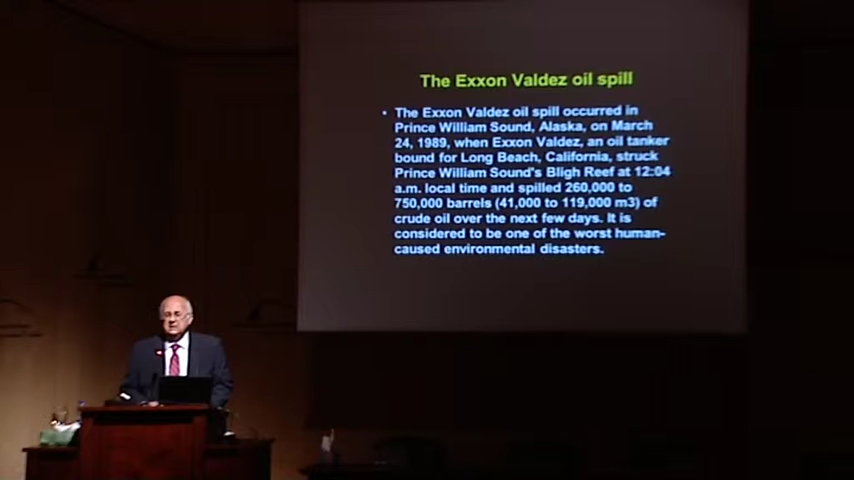 The Exxon Valdez oil spill
• The Exxon Valdez oil spill occurred in
Prince William Sound, Alaska, on March
24, 1989, when Exxon Valdez, an oil tanker
bound for Long Beach, California, struck
Prince William Sound's Bligh Reef at 12:04
a.m. local time and spilled 260,000 to
750,000 barrels (41,000 to 119,000 m3) of
crude oil over the next few days. It is
considered to be one of the worst human-
caused environmental disasters.